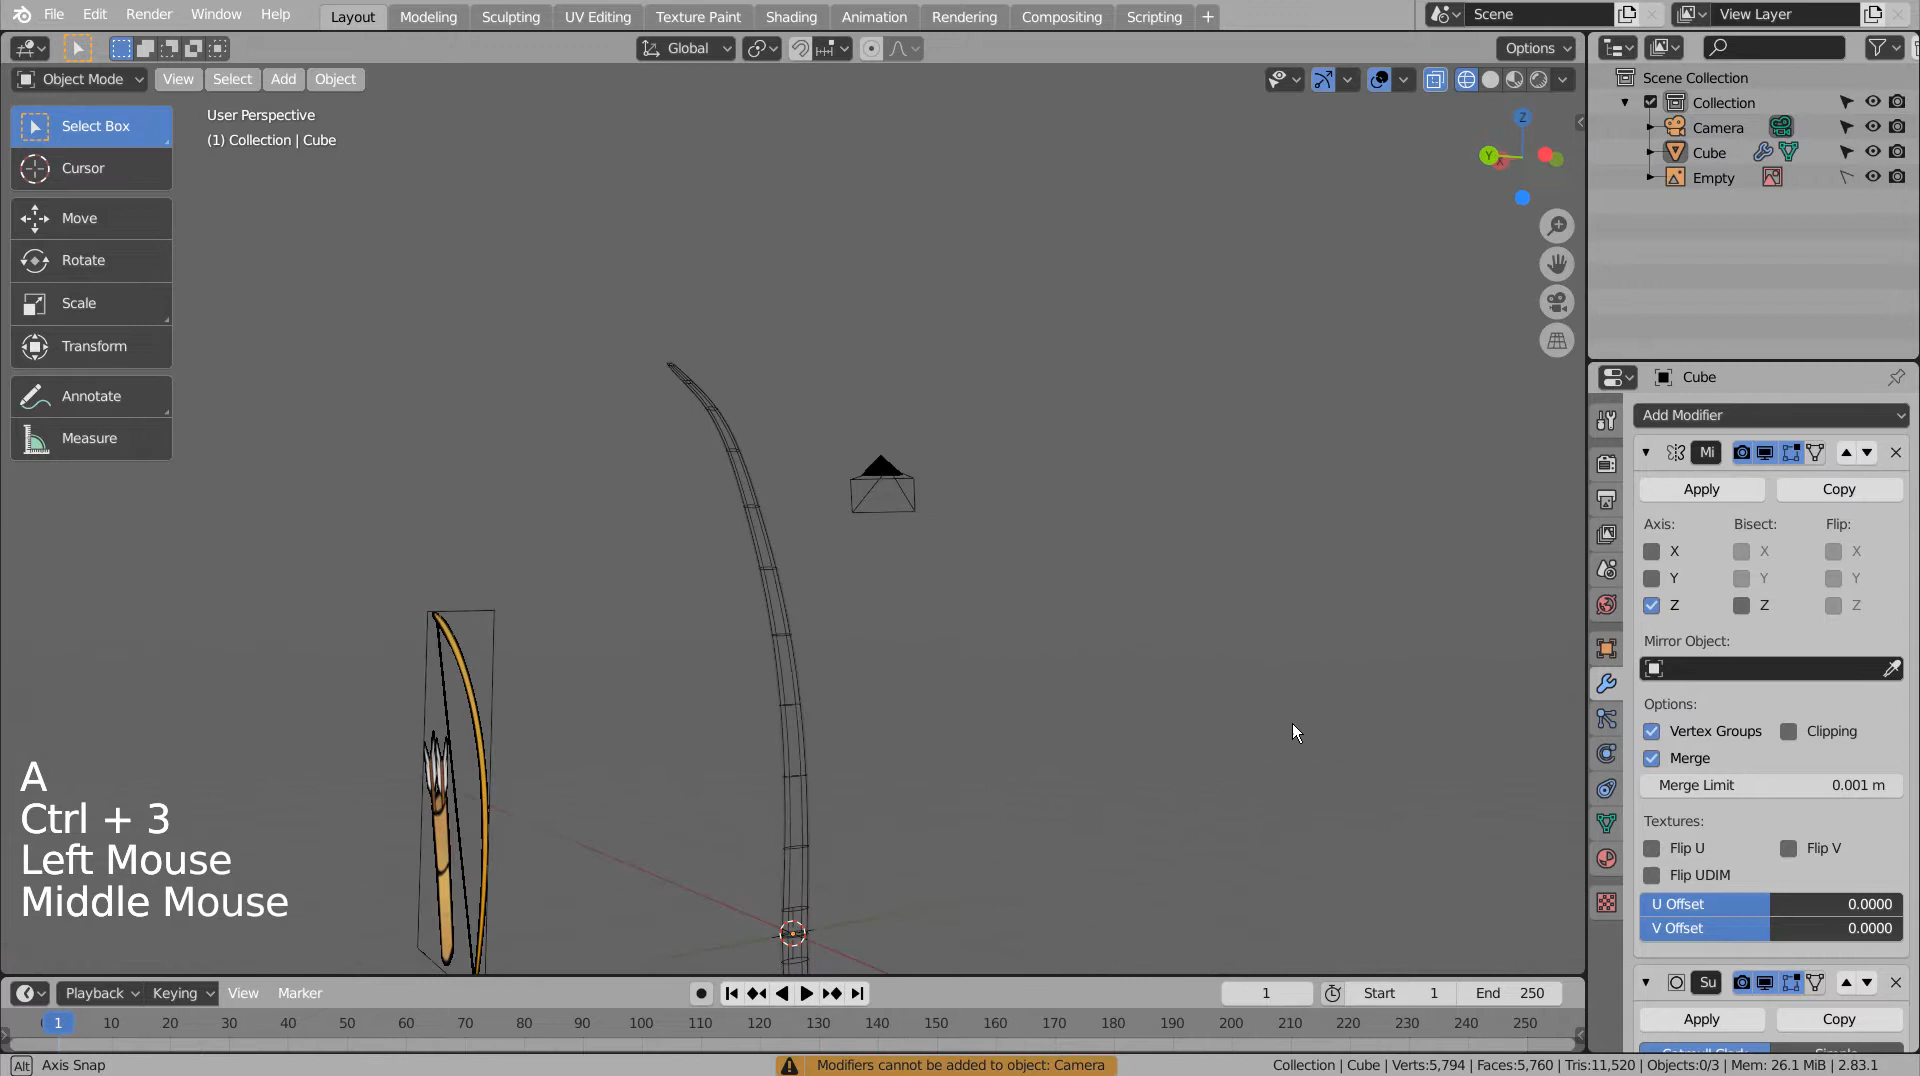 File Edit Render Window Help Layout Modeling Sculpting UV Editing Texture Paint Shading Animation Rendering Compositing Scripting + Scene View Layer
Global Options
Object Mode View Select Add Object
Select Box
Cursor
Move
Rotate
Scale
Transform
Annotate
Measure
User Perspective
(1) Collection | Cube
Z
Y
X
A
Ctrl + 3
Left Mouse
Middle Mouse
Scene Collection
Collection
Camera
Cube
Empty
Cube
Add Modifier
Mi
Apply Copy
Axis: Bisect: Flip:
X X X
Y Y Y
Z Z Z
Mirror Object:
Options:
Vertex Groups Clipping
Merge
Merge Limit 0.001 m
Textures:
Flip U Flip V
Flip UDIM
U Offset 0.0000
V Offset 0.0000
Su
Apply Copy
Playback Keying View Marker 1 Start 1 End 250
1 10 20 30 40 50 60 70 80 90 100 110 120 130 140 150 160 170 180 190 200 210 220 230 240 250
Alt Axis Snap Modifiers cannot be added to object: Camera Collection | Cube | Verts:5,794 | Faces:5,760 | Tris:11,520 | Objects:0/3 | Mem: 26.1 MiB | 2.83.1